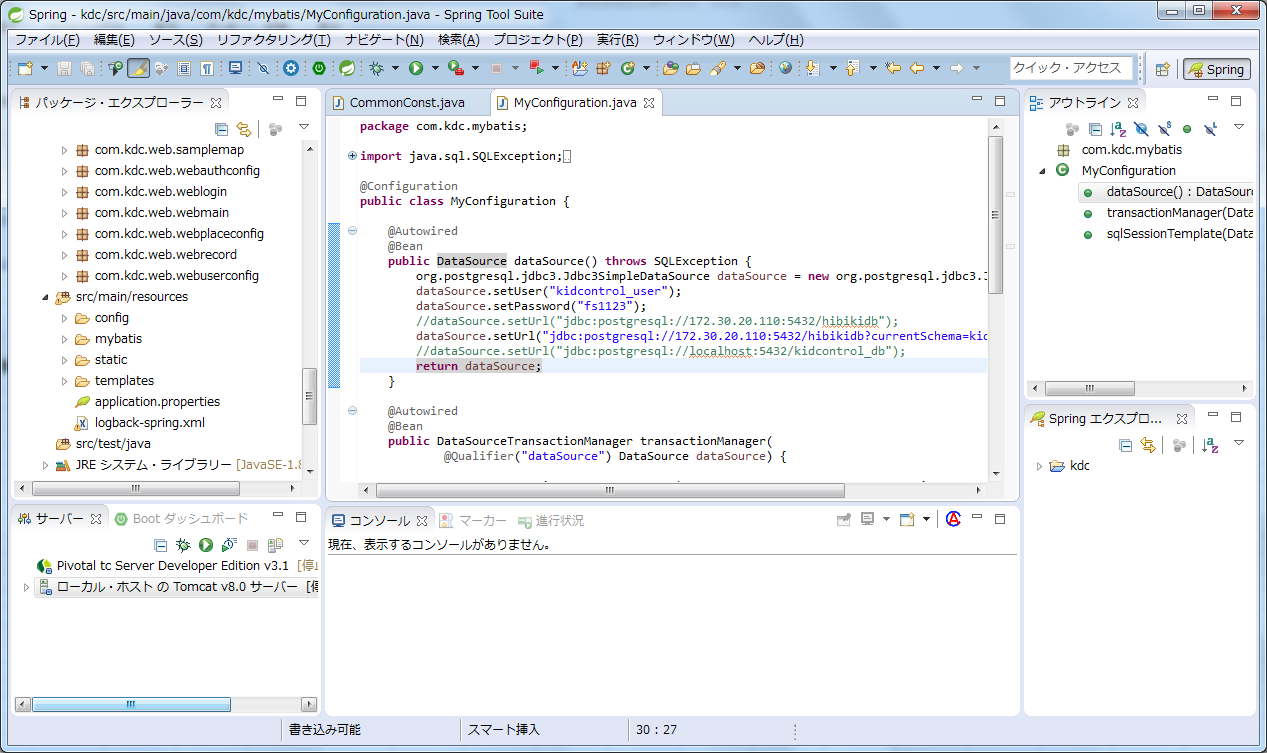 Spring - kdc/src/main/java/com/kdc/mybatis/MyConfiguration.java - Spring Tool Suite
ファイル(F) 編集(E) ソース(S) リファクタリング(T) ナビゲート(N) 検索(A) プロジェクト(P) 実行(R) ウィンドウ(W) ヘルプ(H)
クイック・アクセス
Spring
パッケージ・エクスプローラー
com.kdc.web.samplemap
com.kdc.web.webauthconfig
com.kdc.web.weblogin
com.kdc.web.webmain
com.kdc.web.webplaceconfig
com.kdc.web.webrecord
com.kdc.web.webuserconfig
src/main/resources
config
mybatis
static
templates
application.properties
logback-spring.xml
src/test/java
JRE システム・ライブラリー [JavaSE-1.8
CommonConst.java
MyConfiguration.java
package com.kdc.mybatis;
import java.sql.SQLException;
@Configuration
public class MyConfiguration {
@Autowired
@Bean
public DataSource dataSource() throws SQLException {
org.postgresql.jdbc3.Jdbc3SimpleDataSource dataSource = new org.postgresql.jdbc3.J
dataSource.setUser("kidcontrol_user");
dataSource.setPassword("fs1123");
//dataSource.setUrl("jdbc:postgresql://172.30.20.110:5432/hibikidb");
dataSource.setUrl("jdbc:postgresql://172.30.20.110:5432/hibikidb?currentSchema=kid
//dataSource.setUrl("jdbc:postgresql://localhost:5432/kidcontrol_db");
return dataSource;
}
@Autowired
@Bean
public DataSourceTransactionManager transactionManager(
@Qualifier("dataSource") DataSource dataSource) {
アウトライン
com.kdc.mybatis
MyConfiguration
dataSource() : DataSourc
transactionManager(Data
sqlSessionTemplate(Data
Spring エクスプロ...
kdc
サーバー
Boot ダッシュボード
Pivotal tc Server Developer Edition v3.1 [停止
ローカル・ホスト の Tomcat v8.0 サーバー [停
コンソール
マーカー
進行状況
現在、表示するコンソールがありません。
書き込み可能
スマート挿入
30 : 27